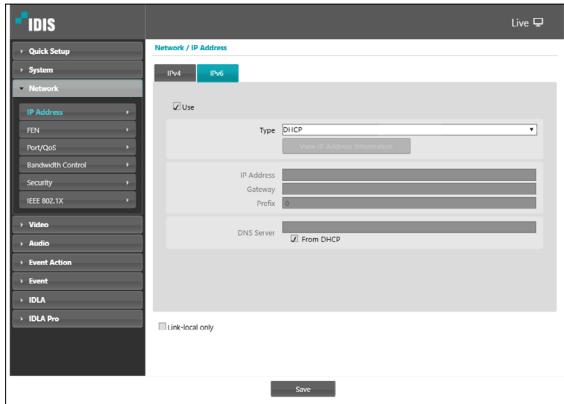 IDIS
Live
Quick Setup
System
Network
IP Address
FEN
Port/QoS
Bandwidth Control
Security
IEEE 802.1X
Video
Audio
Event Action
Event
IDLA
IDLA Pro
Network / IP Address
IPv4 IPv6
Use
Type DHCP
View IP Address Information
IP Address
Gateway
Prefix 0
DNS Server
From DHCP
Link-local only
Save